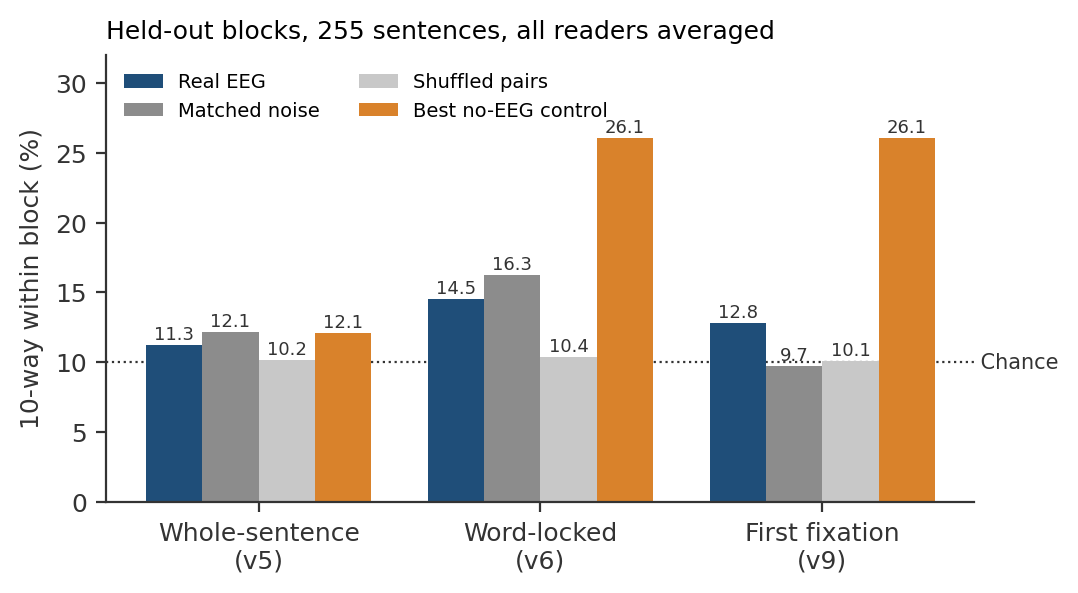 Held-out blocks, 255 sentences, all readers averaged
10-way within block (%)
30
25
20
15
10
5
0
Real EEG
Matched noise
Shuffled pairs
Best no-EEG control
11.3
12.1
10.2
12.1
14.5
16.3
10.4
26.1
12.8
9.7
10.1
26.1
Chance
Whole-sentence
(v5)
Word-locked
(v6)
First fixation
(v9)